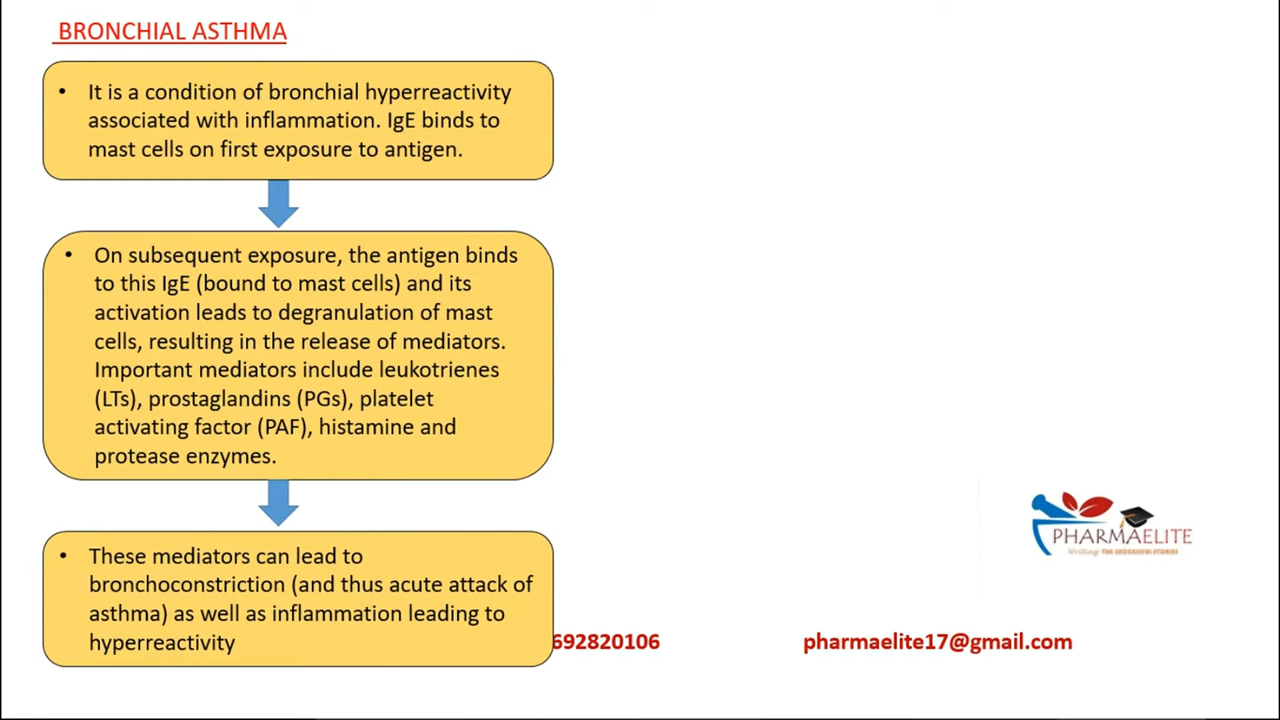 BRONCHIAL ASTHMA
• It is a condition of bronchial hyperreactivity
associated with inflammation. IgE binds to
mast cells on first exposure to antigen.
• On subsequent exposure, the antigen binds
to this IgE (bound to mast cells) and its
activation leads to degranulation of mast
cells, resulting in the release of mediators.
Important mediators include leukotrienes
(LTs), prostaglandins (PGs), platelet
activating factor (PAF), histamine and
protease enzymes.
• These mediators can lead to
bronchoconstriction (and thus acute attack of
asthma) as well as inflammation leading to
hyperreactivity
PHARMAELITE
Writing THE SUCCESSFUL STORIES
692820106
pharmaelite17@gmail.com